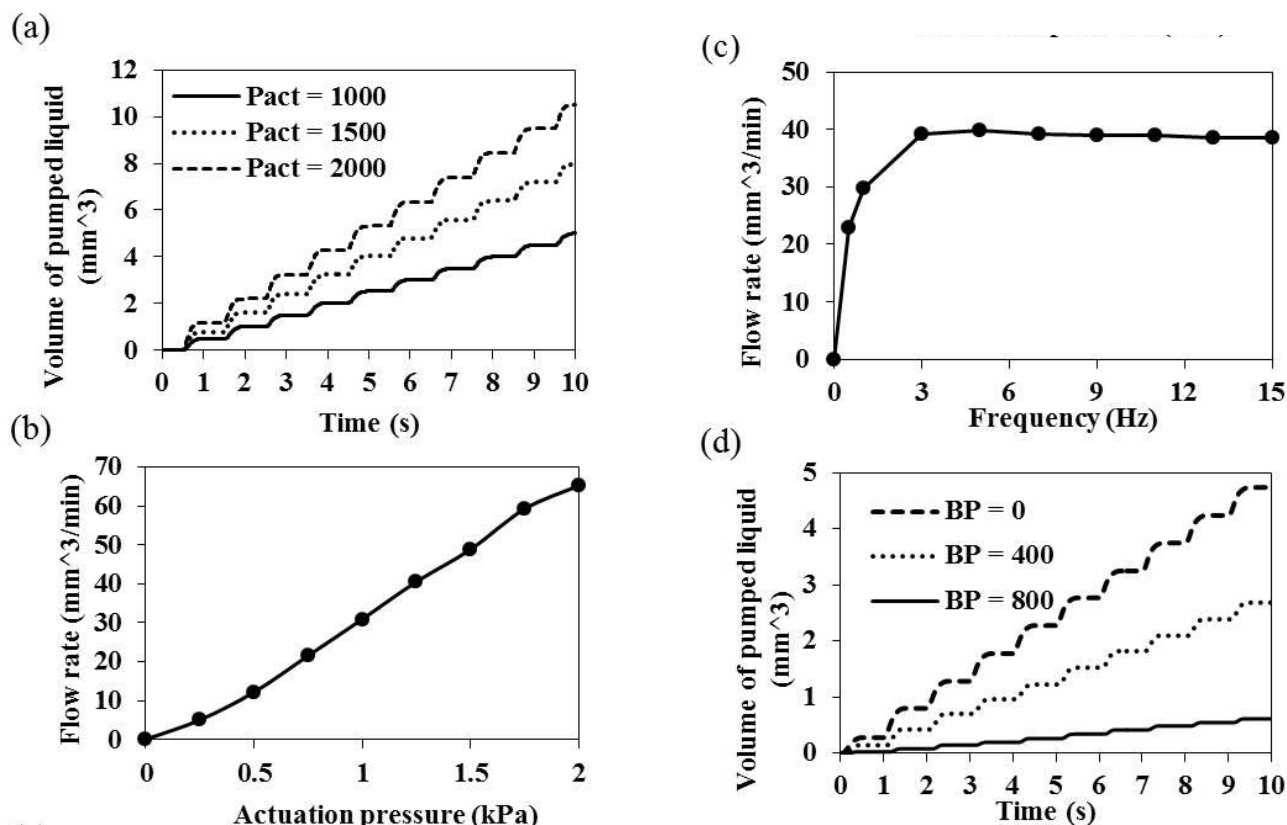 (a)
Volume of pumped liquid
(mm^3)
12
10
8
6
4
2
0
Pact = 1000
Pact = 1500
Pact = 2000
0 1 2 3 4 5 6 7 8 9 10
Time (s)
(b)
Flow rate (mm^3/min)
70
60
50
40
30
20
10
0
0 0.5 1 1.5 2
Actuation pressure (kPa)
(c)
Flow rate (mm^3/min)
50
40
30
20
10
0
0 3 6 9 12 15
Frequency (Hz)
(d)
Volume of pumped liquid
(mm^3)
5
4
3
2
1
0
BP = 0
BP = 400
BP = 800
0 1 2 3 4 5 6 7 8 9 10
Time (s)